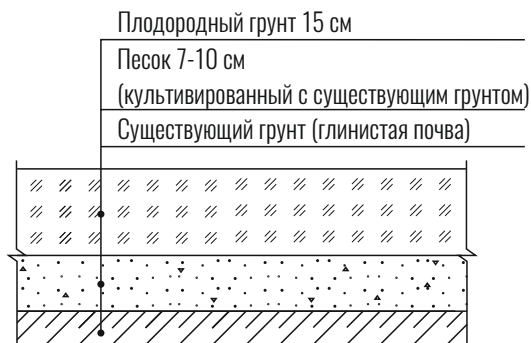 Плодородный грунт 15 см
Песок 7-10 см
(культивированный с существующим грунтом)
Существующий грунт (глинистая почва)